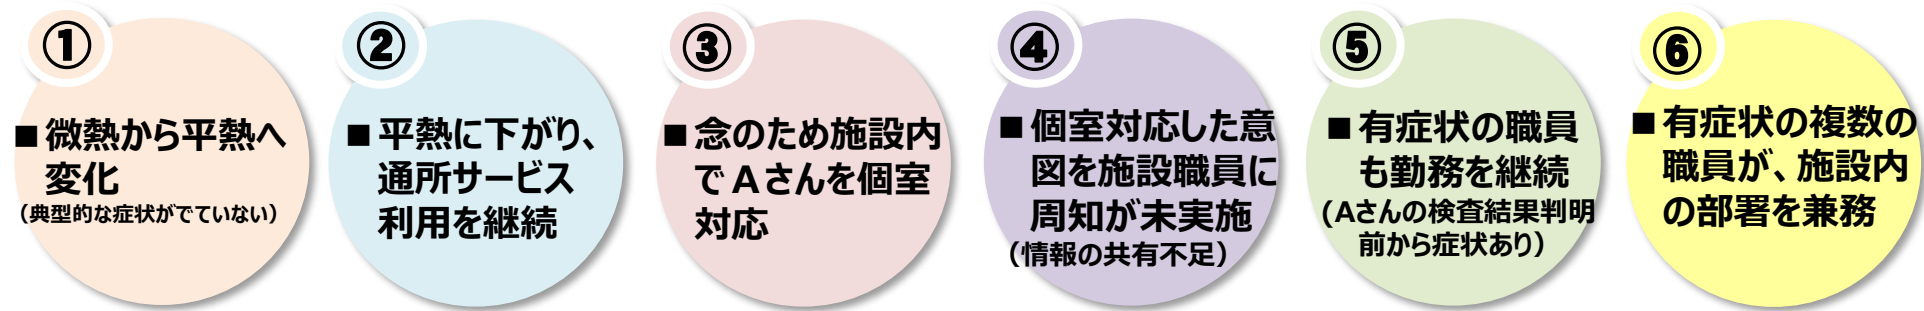 ①
■微熱から平熱へ
変化
（典型的な症状がでていない）
②
■平熱に下がり、
通所サービス
利用を継続
③
■念のため施設内
でAさんを個室
対応
④
■個室対応した意
図を施設職員に
周知が未実施
（情報の共有不足）
⑤
■有症状の職員
も勤務を継続
(Aさんの検査結果判明
前から症状あり）
⑥
■有症状の複数の
職員が、施設内
の部署を兼務